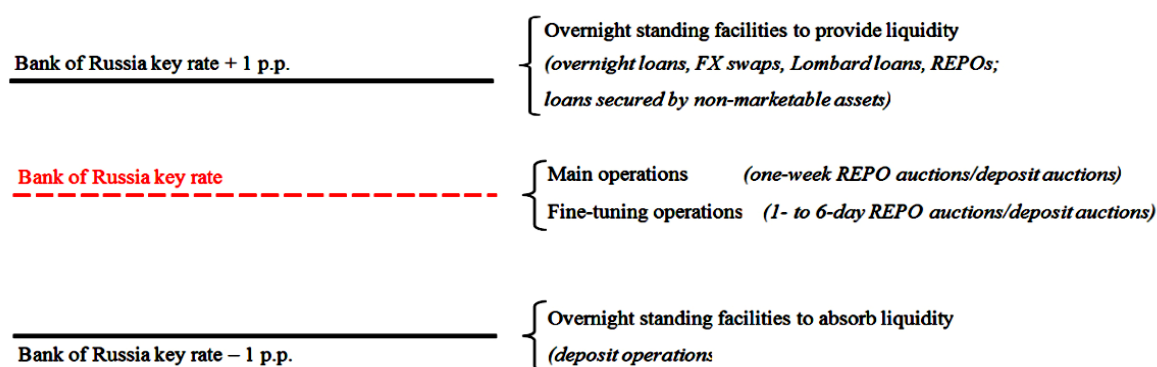 Overnight standing facilities to provide liquidity
Bank of Russia key rate + 1 p.p.
(overnight loans, FX swaps, Lombard loans, REPOs;
loans secured by non-marketable assets)
Bank of Russia key rate
Main operations (one-week REPO auctions/deposit auctions)
Fine-tuning operations (1- to 6-day REPO auctions/deposit auctions)
Overnight standing facilities to absorb liquidity
Bank of Russia key rate – 1 p.p.
(deposit operations